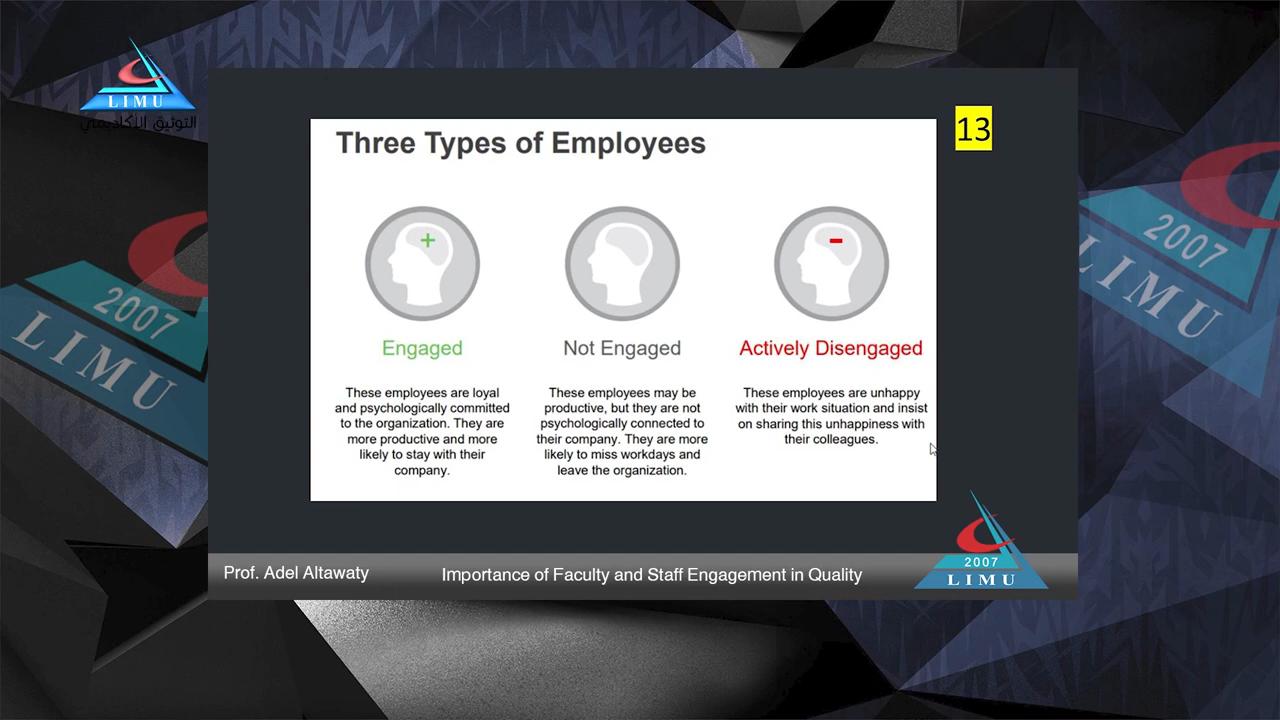 LIMU
التوثيق الأكاديمي
13
Three Types of Employees
+
-
Engaged
Not Engaged
Actively Disengaged
These employees are loyal
and psychologically committed
to the organization. They are
more productive and more
likely to stay with their
company.
These employees may be
productive, but they are not
psychologically connected to
their company. They are more
likely to miss workdays and
leave the organization.
These employees are unhappy
with their work situation and insist
on sharing this unhappiness with
their colleagues.
2007
LIMU
2007
LIMU
Prof. Adel Altawaty
Importance of Faculty and Staff Engagement in Quality
2007
LIMU